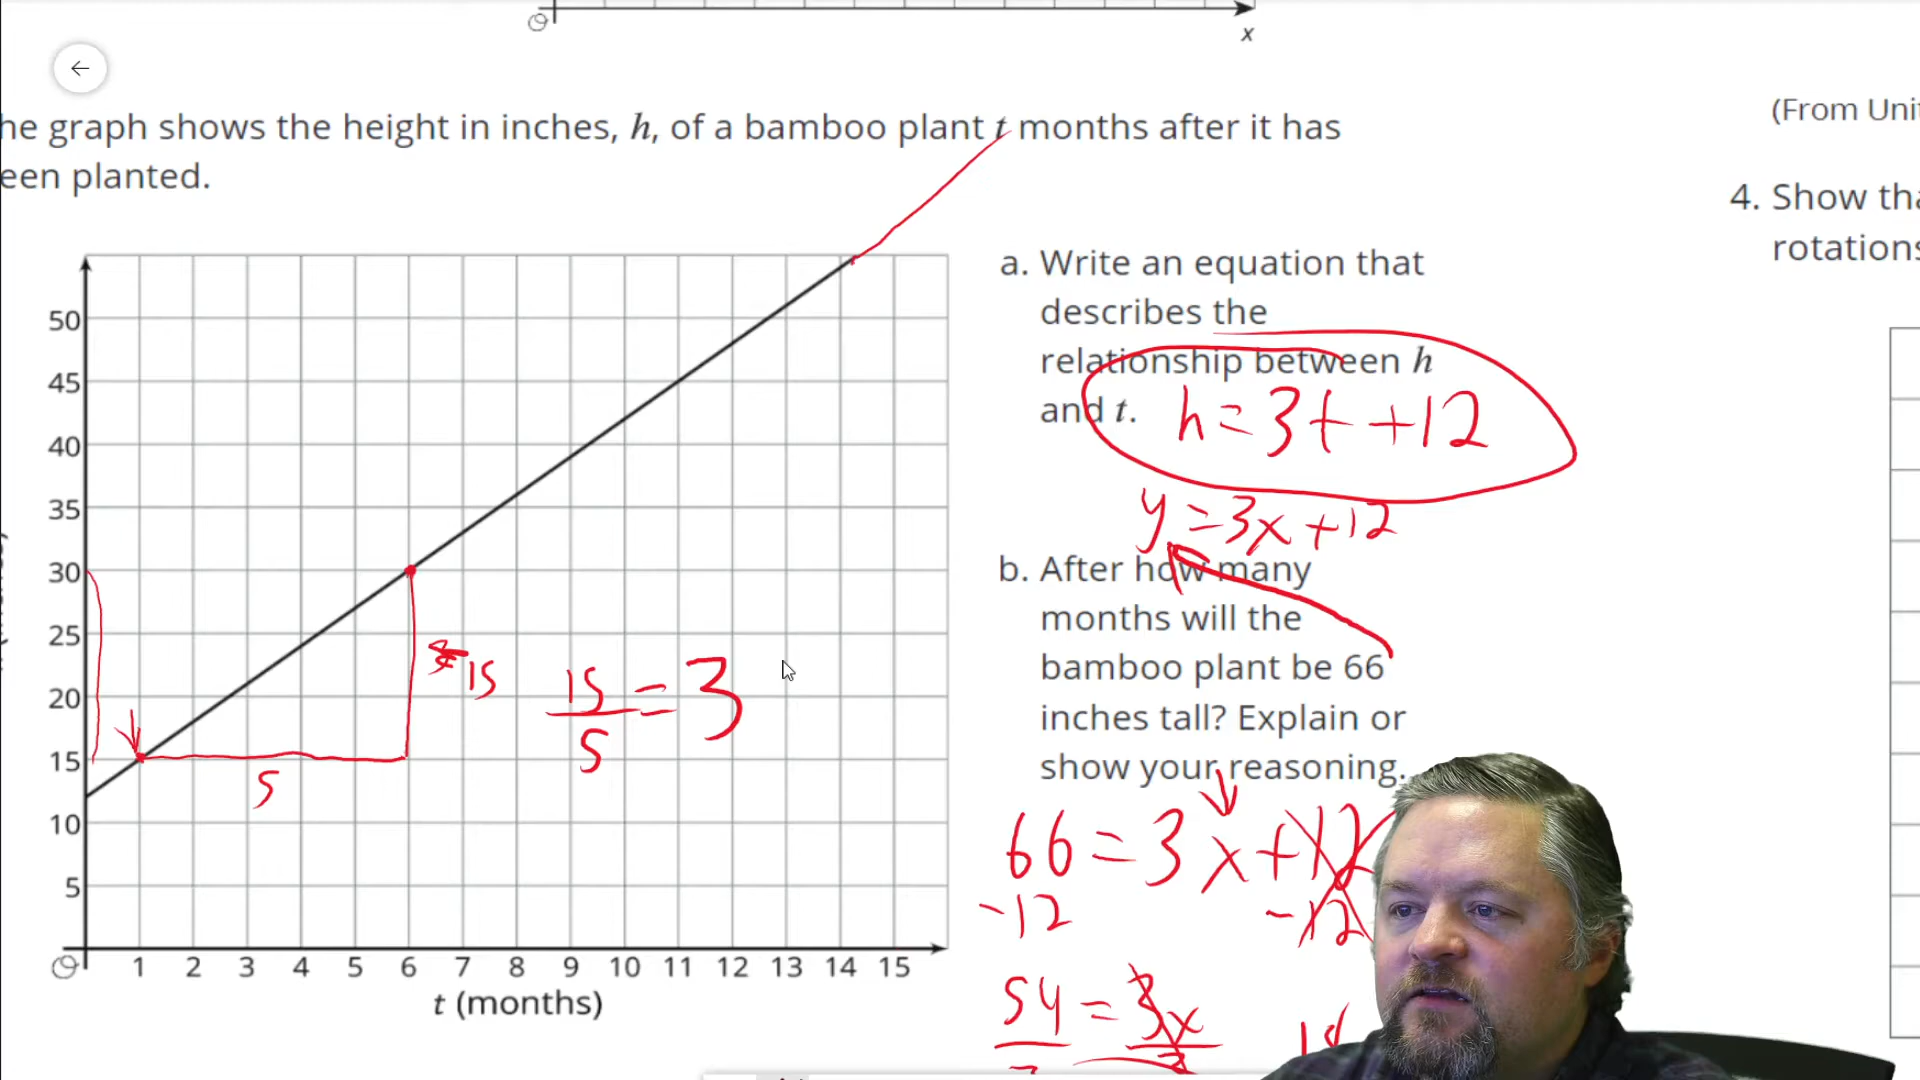 x
he graph shows the height in inches, h, of a bamboo plant t months after it has
een planted.
(From Unit
4. Show tha
rotations
50
45
40
35
30
25
20
15
10
5
1 2 3 4 5 6 7 8 9 10 11 12 13 14 15
t (months)
15
15/5 = 3
5
a. Write an equation that
describes the
relationship between h
and t.
h = 3t + 12
y = 3x + 12
b. After how many
months will the
bamboo plant be 66
inches tall? Explain or
show your reasoning.
66 = 3x + 12
-12 -12
54 = 3x